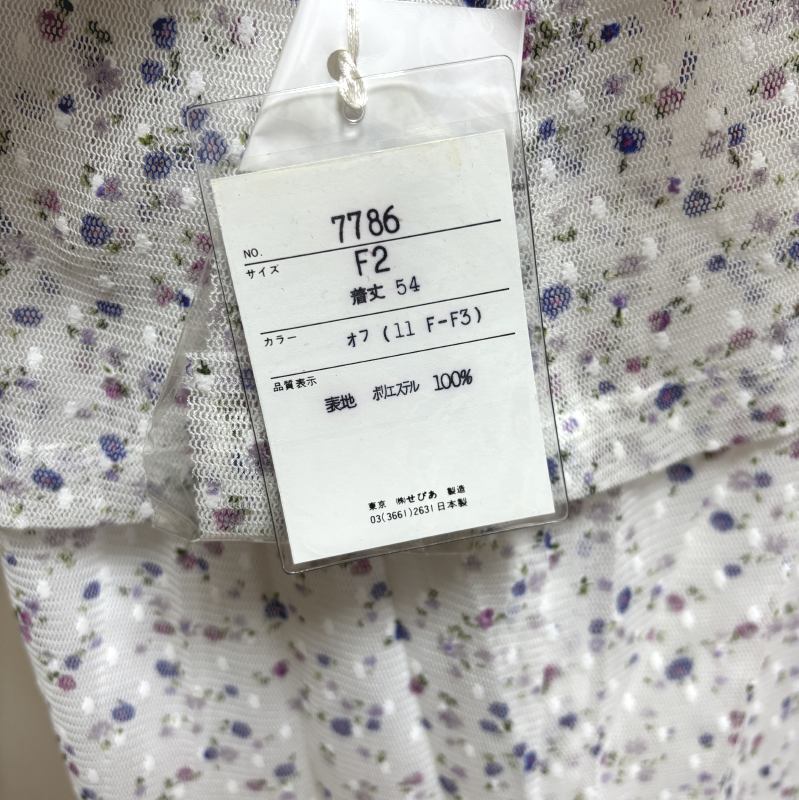 NO. 7786
サイズ F2
着丈 54
カラー オフ (11 F-F3)
品質表示
表地 ポリエステル 100%
東京 ㈱せぴあ 製造
03(3661)2631 日本製